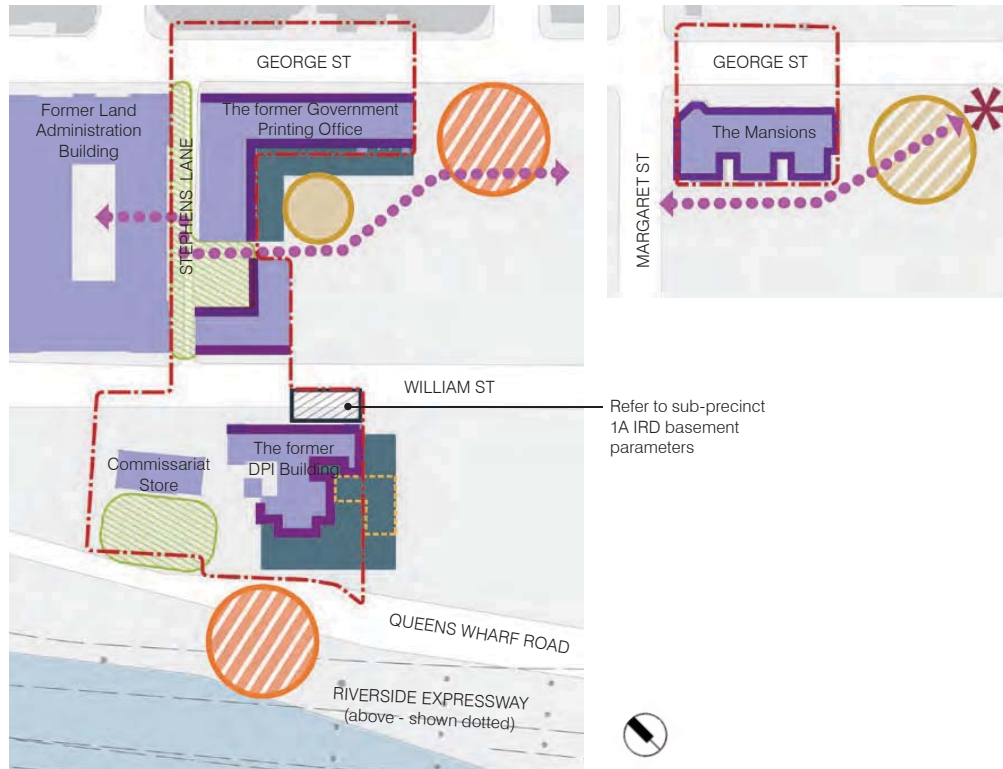 GEORGE ST
Former Land
Administration
Building
The former Government
Printing Office
STEPHENS LANE
WILLIAM ST
Refer to sub-precinct
1A IRD basement
parameters
The former
DPI Building
Commissariat
Store
QUEENS WHARF ROAD
RIVERSIDE EXPRESSWAY
(above - shown dotted)
GEORGE ST
The Mansions
MARGARET ST